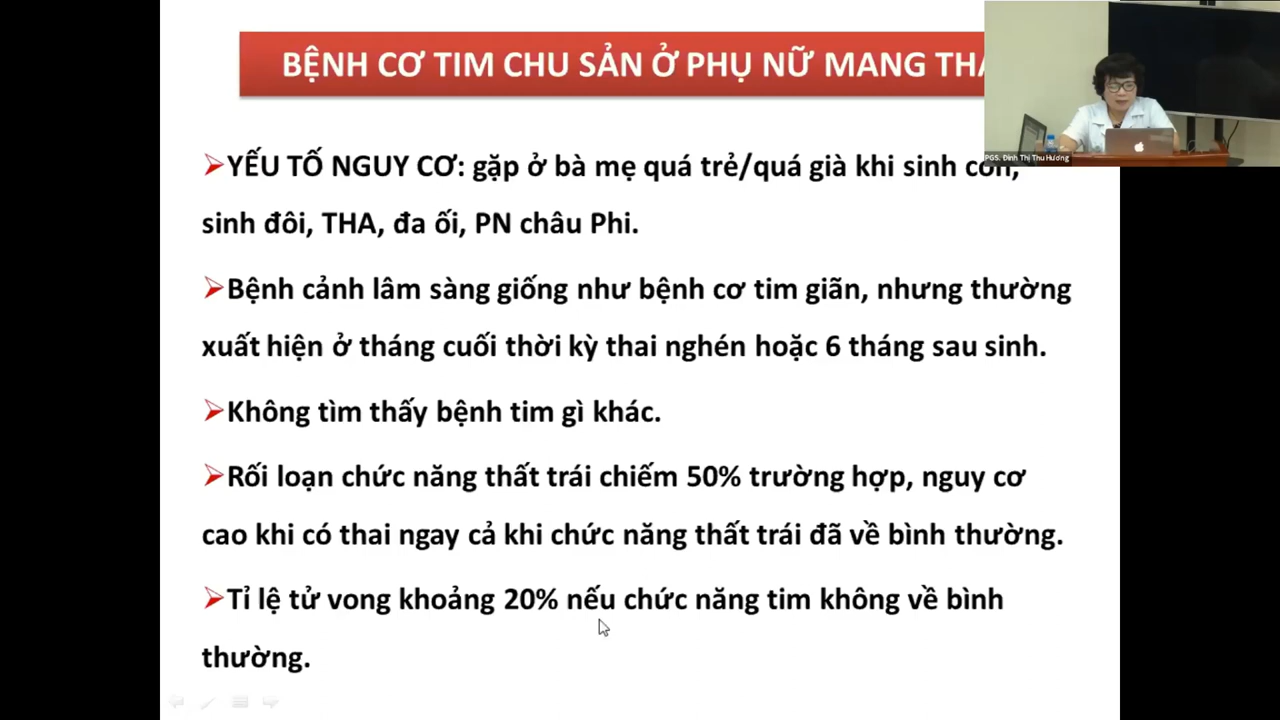 BỆNH CƠ TIM CHU SẢN Ở PHỤ NỮ MANG
PGS. Đinh Thị Thu Hương
YẾU TỐ NGUY CƠ: gặp ở bà mẹ quá trẻ/quá già khi sinh con,
sinh đôi, THA, đa ối, PN châu Phi.
Bệnh cảnh lâm sàng giống như bệnh cơ tim giãn, nhưng thường
xuất hiện ở tháng cuối thời kỳ thai nghén hoặc 6 tháng sau sinh.
Không tìm thấy bệnh tim gì khác.
Rối loạn chức năng thất trái chiếm 50% trường hợp, nguy cơ
cao khi có thai ngay cả khi chức năng thất trái đã về bình thường.
Tỉ lệ tử vong khoảng 20% nếu chức năng tim không về bình
thường.